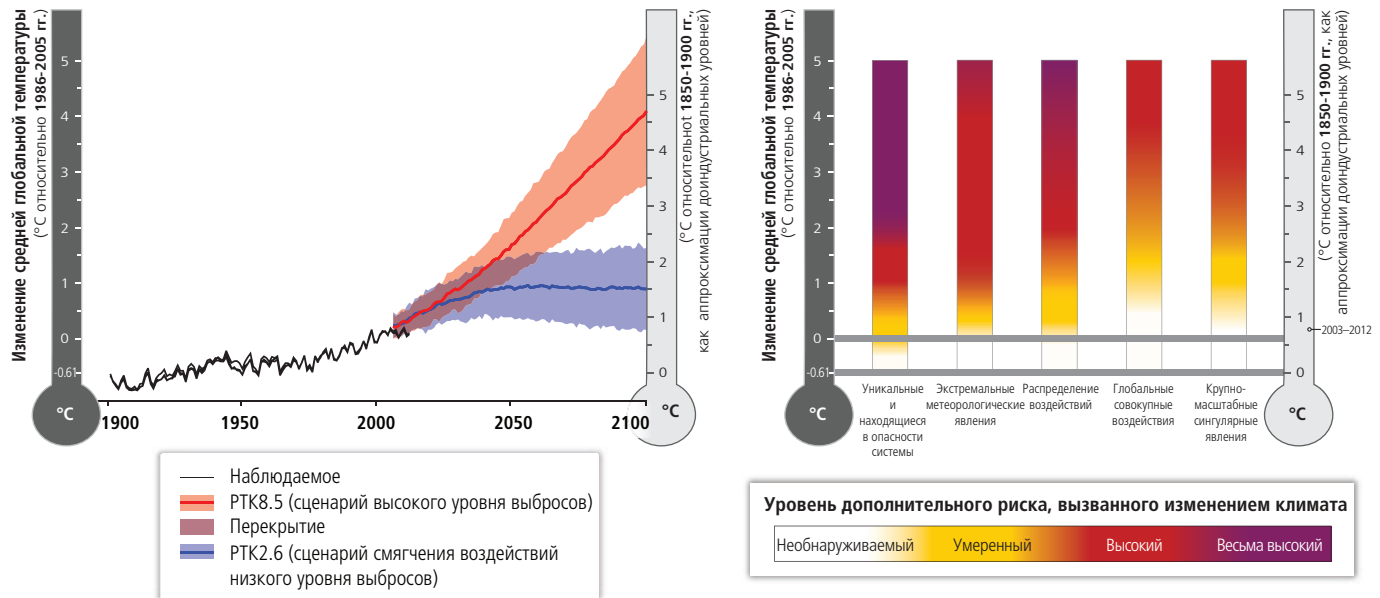 Изменение средней глобальной температуры
(°C относительно 1986-2005 гг.)
5
4
3
2
1
0
-0.61
°C
1900
1950
2000
2050
2100
5
4
3
2
1
0
°C
(°C относительноt 1850-1900 гг.,
как аппроксимации доиндустриальных уровней)
Наблюдаемое
РТК8.5 (сценарий высокого уровня выбросов)
Перекрытие
РТК2.6 (сценарий смягчения воздействий
низкого уровня выбросов)
Изменение средней глобальной температуры
(°C относительно 1986-2005 гг.)
5
4
3
2
1
0
-0.61
°C
Уникальные
и
находящиеся
в опасности
системы
Экстремальные
метеорологические
явления
Распределение
воздействий
Глобальные
совокупные
воздействия
Крупно-
масштабные
сингулярные
явления
5
4
3
2
1
0
°C
2003–2012
(°C относительно 1850-1900 гг., как
аппроксимации доиндустриальных уровней)
Уровень дополнительного риска, вызванного изменением климата
Необнаруживаемый Умеренный Высокий Весьма высокий